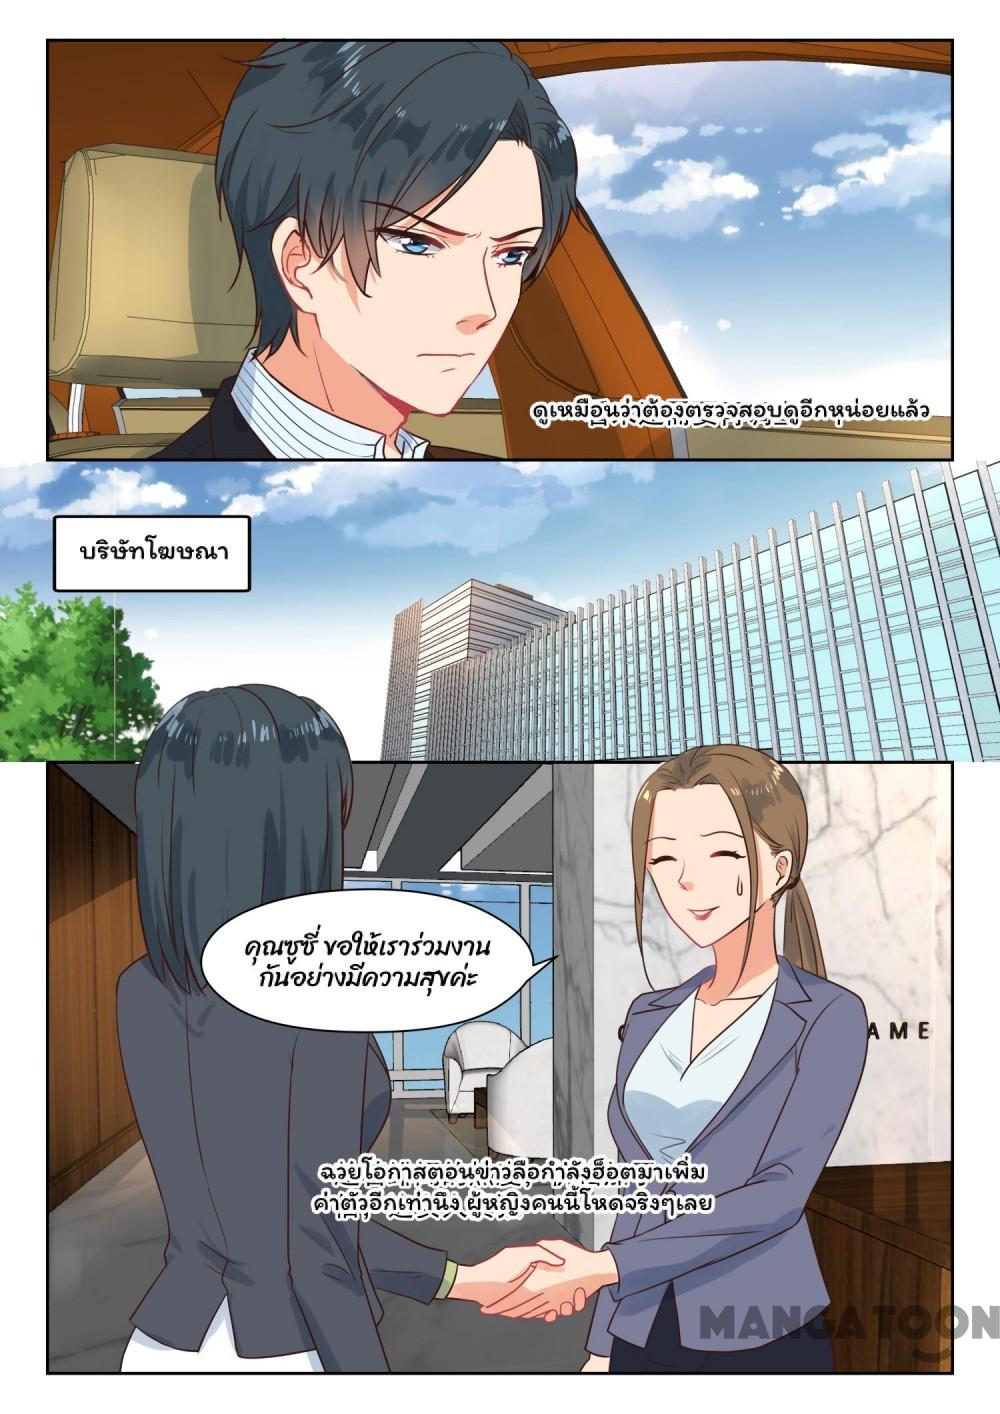 ดูเหมือนว่าต้องตรวจสอบดูอีกหน่อยแล้ว
บริษัทโฆษณา
คุณซูซี่ ขอให้เราร่วมงาน
กันอย่างมีความสุขค่ะ
AME
ฉวยโอกาสตอนข่าวลือกำลังฮ็อตมาเพิ่ม
ค่าตัวอีกเท่านึง ผู้หญิงคนนี้โหดจริงๆเลย
MANGATOON